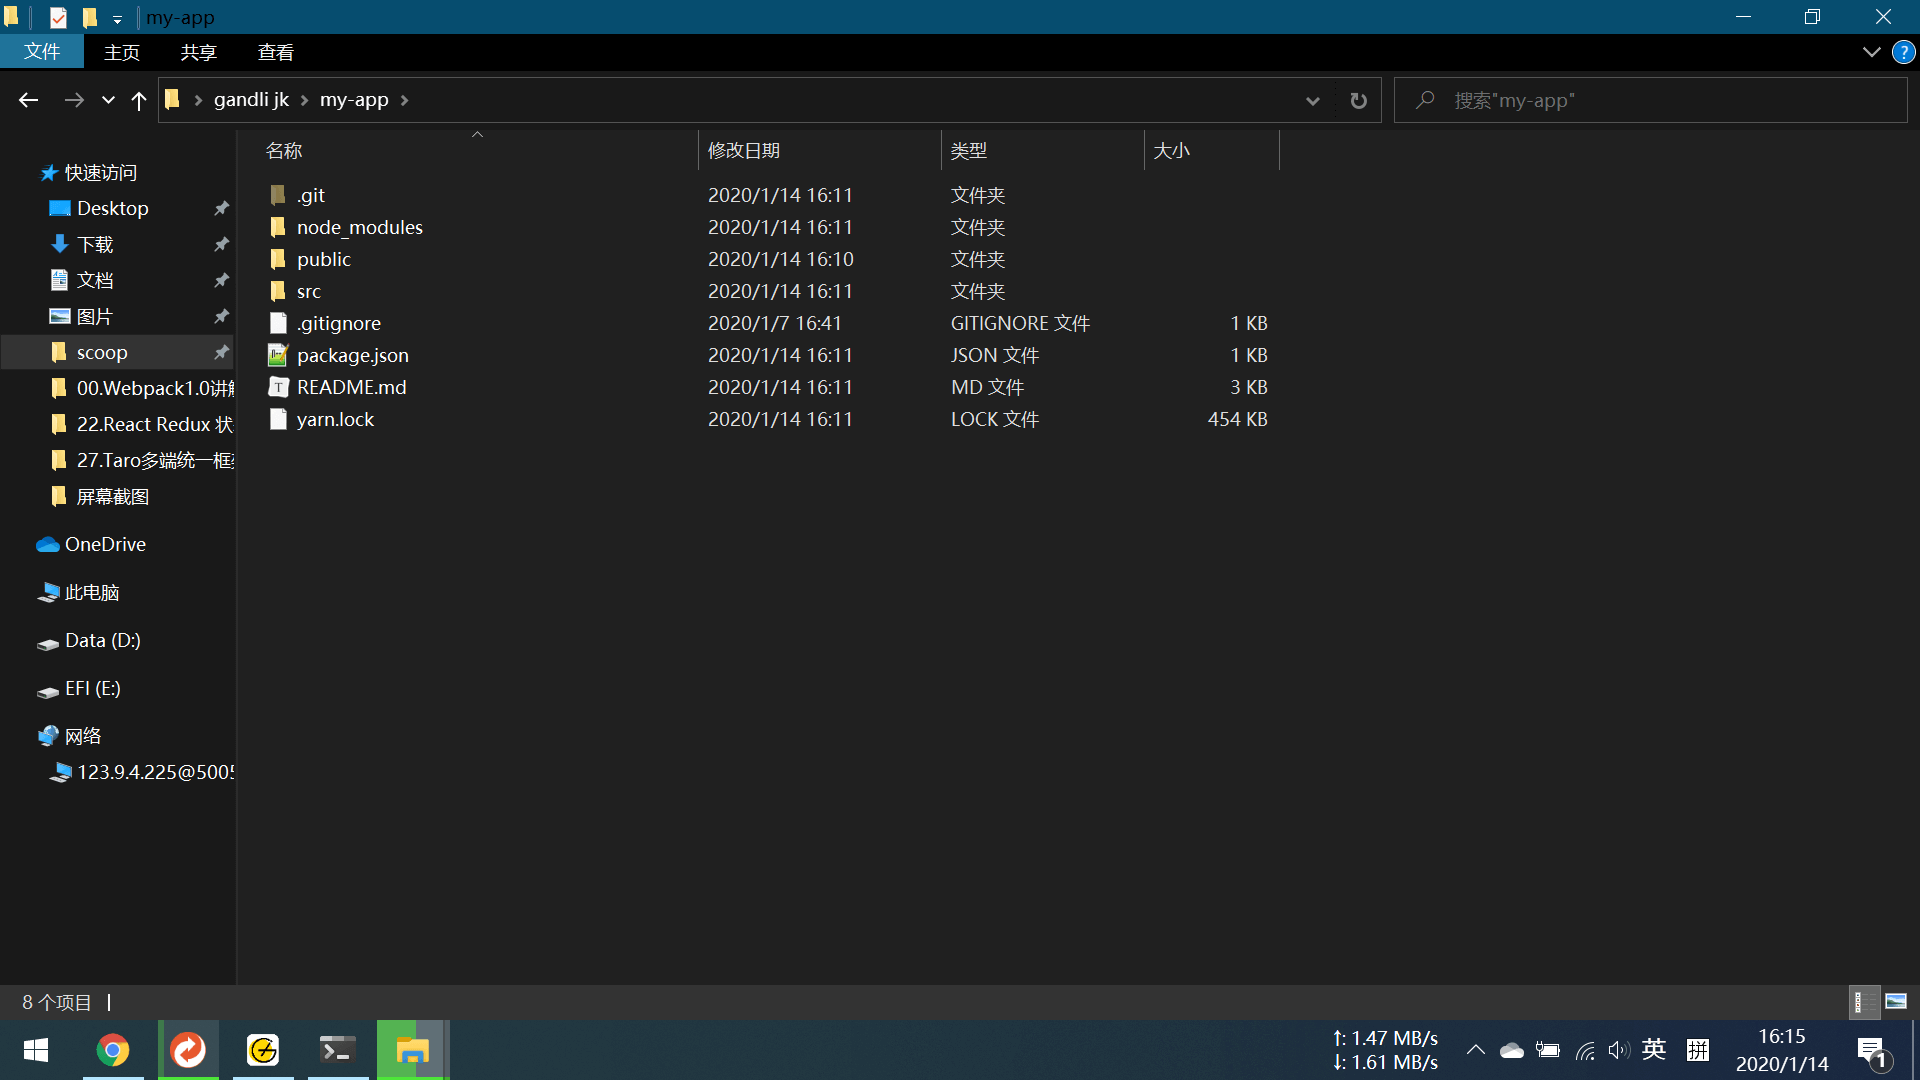 my-app
文件 主页 共享 查看
gandli jk my-app
搜索"my-app"
名称 修改日期 类型 大小
快速访问
Desktop
下载
文档
图片
scoop
00.Webpack1.0讲
22.React Redux 状
27.Taro多端统一框
屏幕截图
OneDrive
此电脑
Data (D:)
EFI (E:)
网络
123.9.4.225@5005
.git 2020/1/14 16:11 文件夹
node_modules 2020/1/14 16:11 文件夹
public 2020/1/14 16:10 文件夹
src 2020/1/14 16:11 文件夹
.gitignore 2020/1/7 16:41 GITIGNORE 文件 1 KB
package.json 2020/1/14 16:11 JSON 文件 1 KB
README.md 2020/1/14 16:11 MD 文件 3 KB
yarn.lock 2020/1/14 16:11 LOCK 文件 454 KB
8 个项目
↑: 1.47 MB/s
↓: 1.61 MB/s
英 拼
16:15
2020/1/14
1